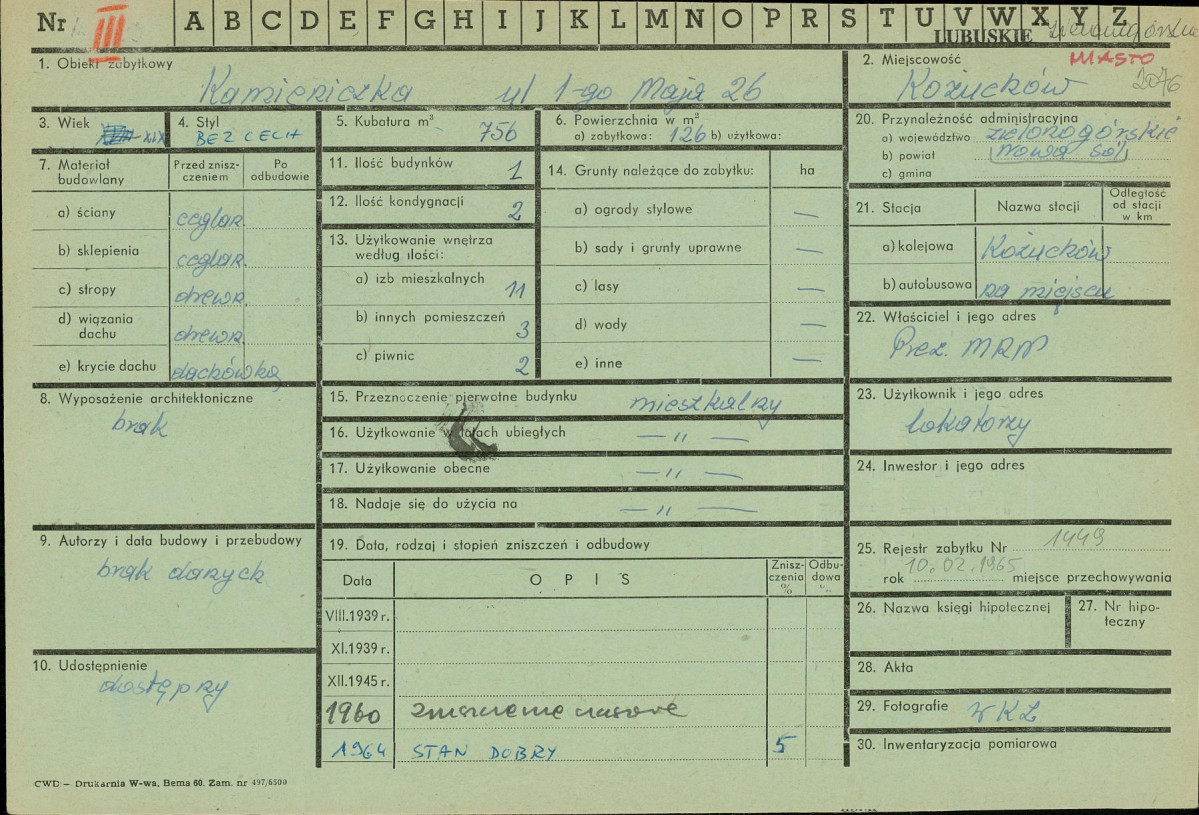 Nr III A B C D E F G H I J K L M N O P R S T U V W X Y Z
LUBUSKIE
1. Obiekt zabytkowy
Kamieniczka ul 1-go Maja 26
2. Miejscowość MIASTO
Kożuchów 2076
3. Wiek XIX
4. Styl
BEZ CECH
5. Kubatura m³
756
6. Powierzchnia w m²
a) zabytkowa: 126 b) użytkowa:
20. Przynależność administracyjna
a) województwo zielonogórskie
b) powiat (Nowa Sól)
c) gmina
7. Materiał budowlany
Przed zniszczeniem
Po odbudowie
a) ściany ceglan.
b) sklepienia ceglan.
c) stropy drewn.
d) wiązania dachu drewn.
e) krycie dachu dachówką
11. Ilość budynków 1
12. Ilość kondygnacji 2
13. Użytkowanie wnętrza według ilości:
a) izb mieszkalnych 11
b) innych pomieszczeń 3
c) piwnic 2
14. Grunty należące do zabytku: ha
a) ogrody stylowe —
b) sady i grunty uprawne —
c) lasy —
d) wody —
e) inne —
21. Stacja
Nazwa stacji
Odległość od stacji w km
a) kolejowa Kożuchów
b) autobusowa na miejscu
22. Właściciel i jego adres
Prez. MRN
8. Wyposażenie architektoniczne
brak
15. Przeznoczenie pierwotne budynku mieszkalny
16. Użytkowanie w latach ubiegłych — " —
17. Użytkowanie obecne — " —
18. Nadaje się do użycia na — " —
23. Użytkownik i jego adres
lokatorzy
24. Inwestor i jego adres
9. Autorzy i data budowy i przebudowy
brak danych
19. Data, rodzaj i stopień zniszczeń i odbudowy
Data
OPIS
Zniszczenia %
Odbudowa %
VIII.1939 r.
XI.1939 r.
XII.1945 r.
1960 zniszczenie czasowe
1964 STAN DOBRY 5
25. Rejestr zabytku Nr 1449
rok 10.02.1965 miejsce przechowywania
26. Nazwa księgi hipotecznej
27. Nr hipoteczny
10. Udostępnienie
dostępny
28. Akta
29. Fotografie WKZ
30. Inwentaryzacja pomiarowa
CWD — Drukarnia W-wa, Bema 60. Zam. nr 497/6500